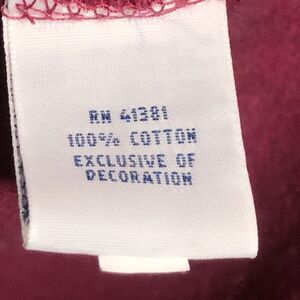 RN 41381
100% COTTON
EXCLUSIVE OF
DECORATION